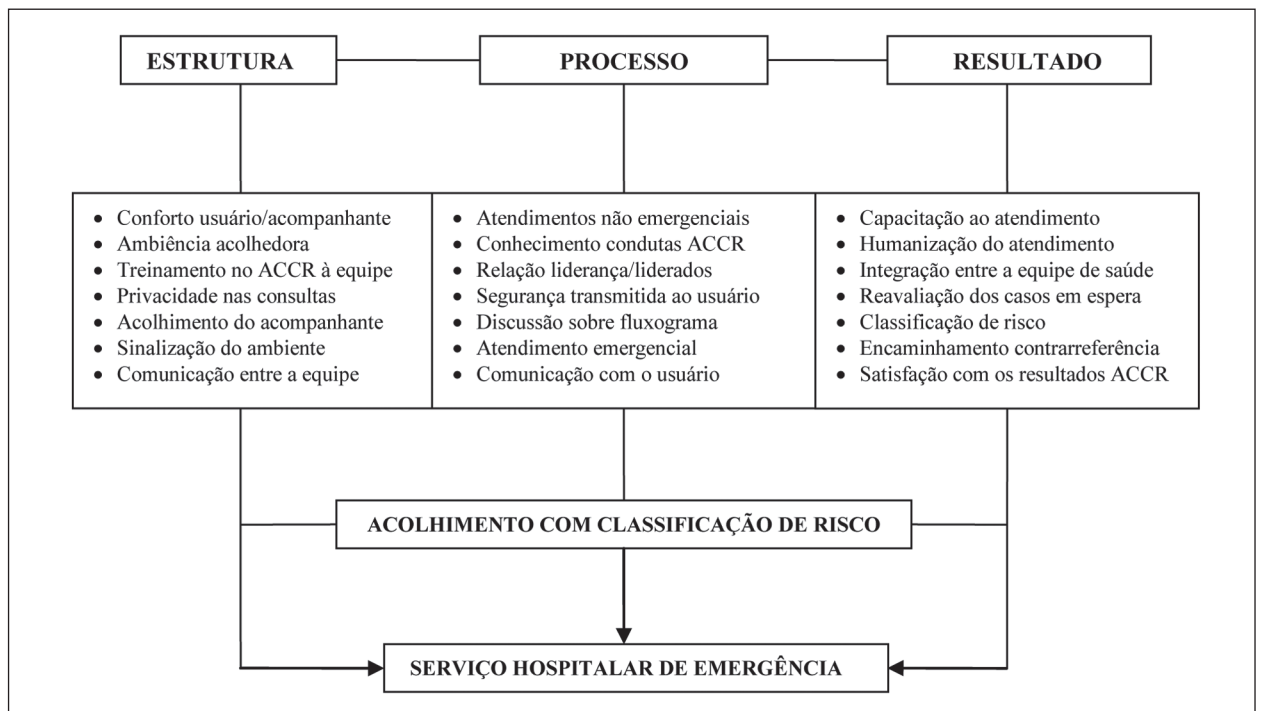 ESTRUTURA
PROCESSO
RESULTADO
• Conforto usuário/acompanhante
• Ambiência acolhedora
• Treinamento no ACCR à equipe
• Privacidade nas consultas
• Acolhimento do acompanhante
• Sinalização do ambiente
• Comunicação entre a equipe
• Atendimentos não emergenciais
• Conhecimento condutas ACCR
• Relação liderança/liderados
• Segurança transmitida ao usuário
• Discussão sobre fluxograma
• Atendimento emergencial
• Comunicação com o usuário
• Capacitação ao atendimento
• Humanização do atendimento
• Integração entre a equipe de saúde
• Reavaliação dos casos em espera
• Classificação de risco
• Encaminhamento contrarreferência
• Satisfação com os resultados ACCR
ACOLHIMENTO COM CLASSIFICAÇÃO DE RISCO
SERVIÇO HOSPITALAR DE EMERGÊNCIA